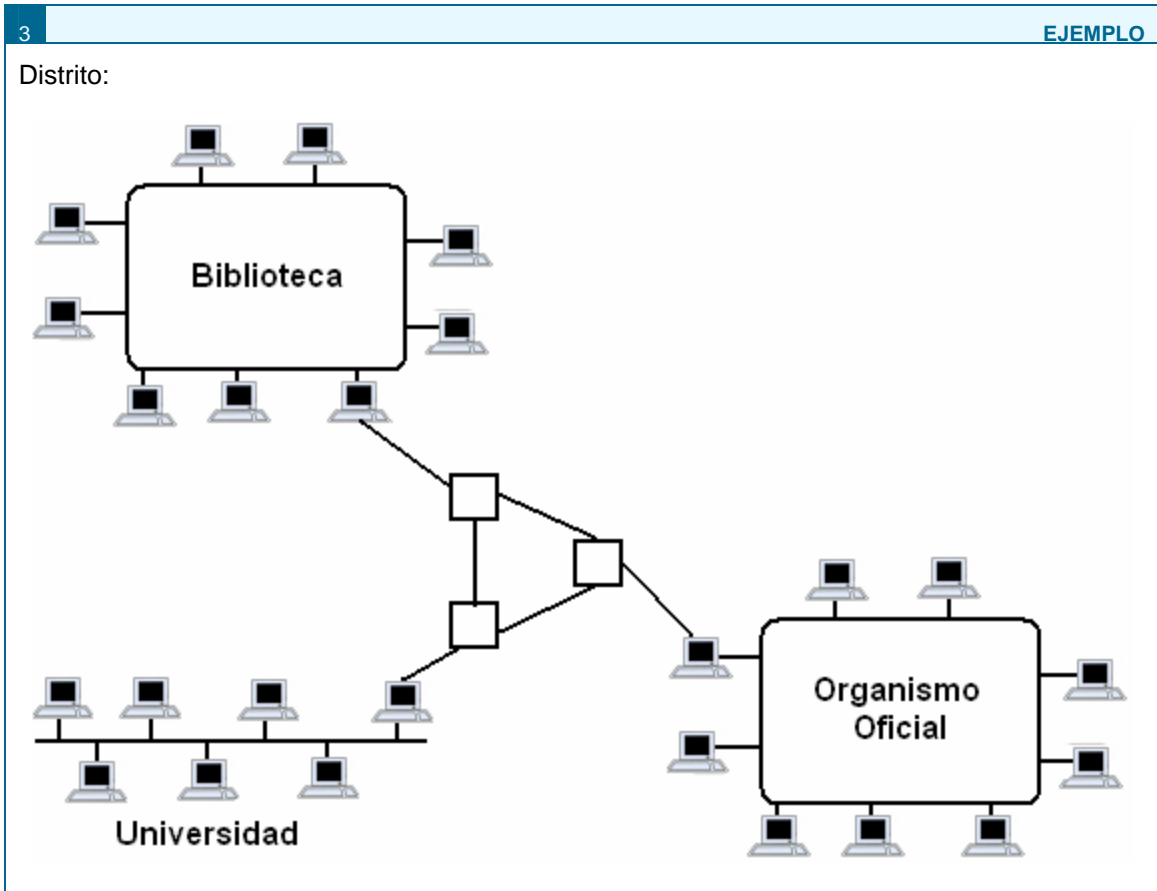 3
EJEMPLO
Distrito:
Biblioteca
Organismo
Oficial
Universidad